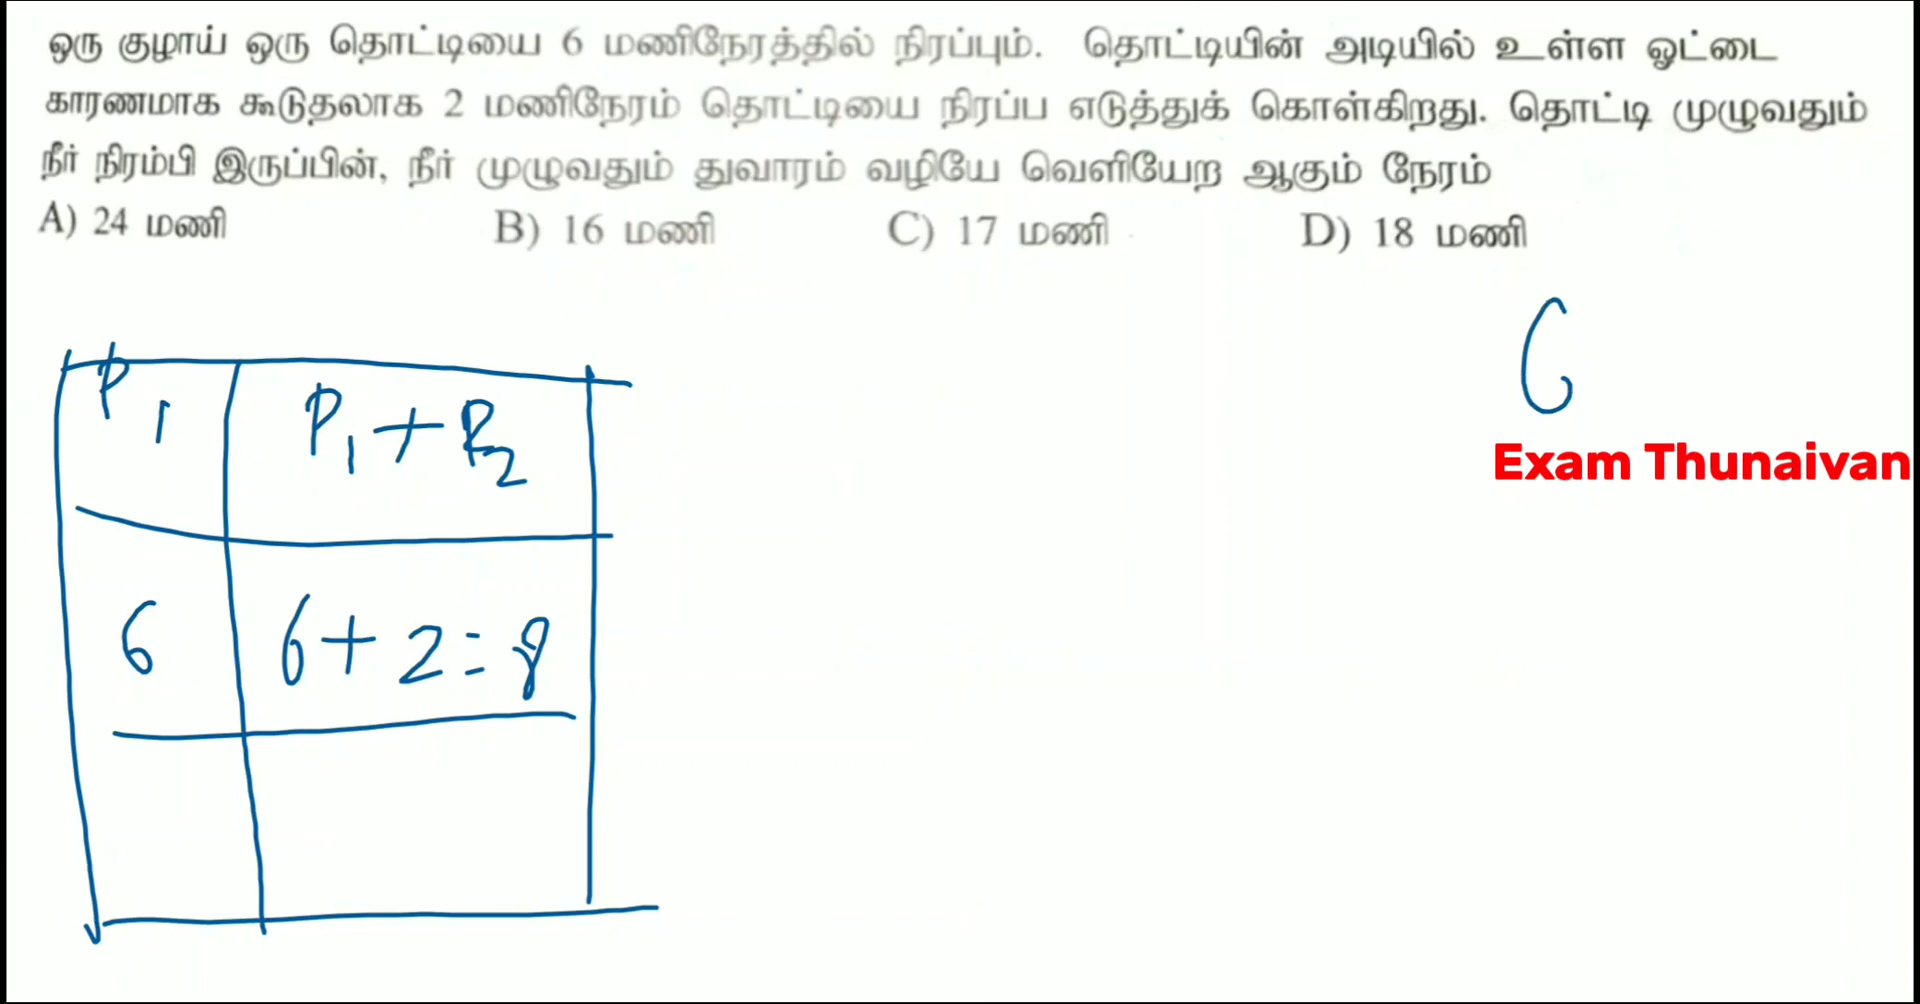 ஒரு குழாய் ஒரு தொட்டியை 6 மணிநேரத்தில் நிரப்பும். தொட்டியின் அடியில் உள்ள ஓட்டை
காரணமாக கூடுதலாக 2 மணிநேரம் தொட்டியை நிரப்ப எடுத்துக் கொள்கிறது. தொட்டி முழுவதும்
நீர் நிரம்பி இருப்பின், நீர் முழுவதும் துவாரம் வழியே வெளியேற ஆகும் நேரம்
A) 24 மணி B) 16 மணி C) 17 மணி D) 18 மணி
6
Exam Thunaivan
P1 P1+P2
6 6+2=8